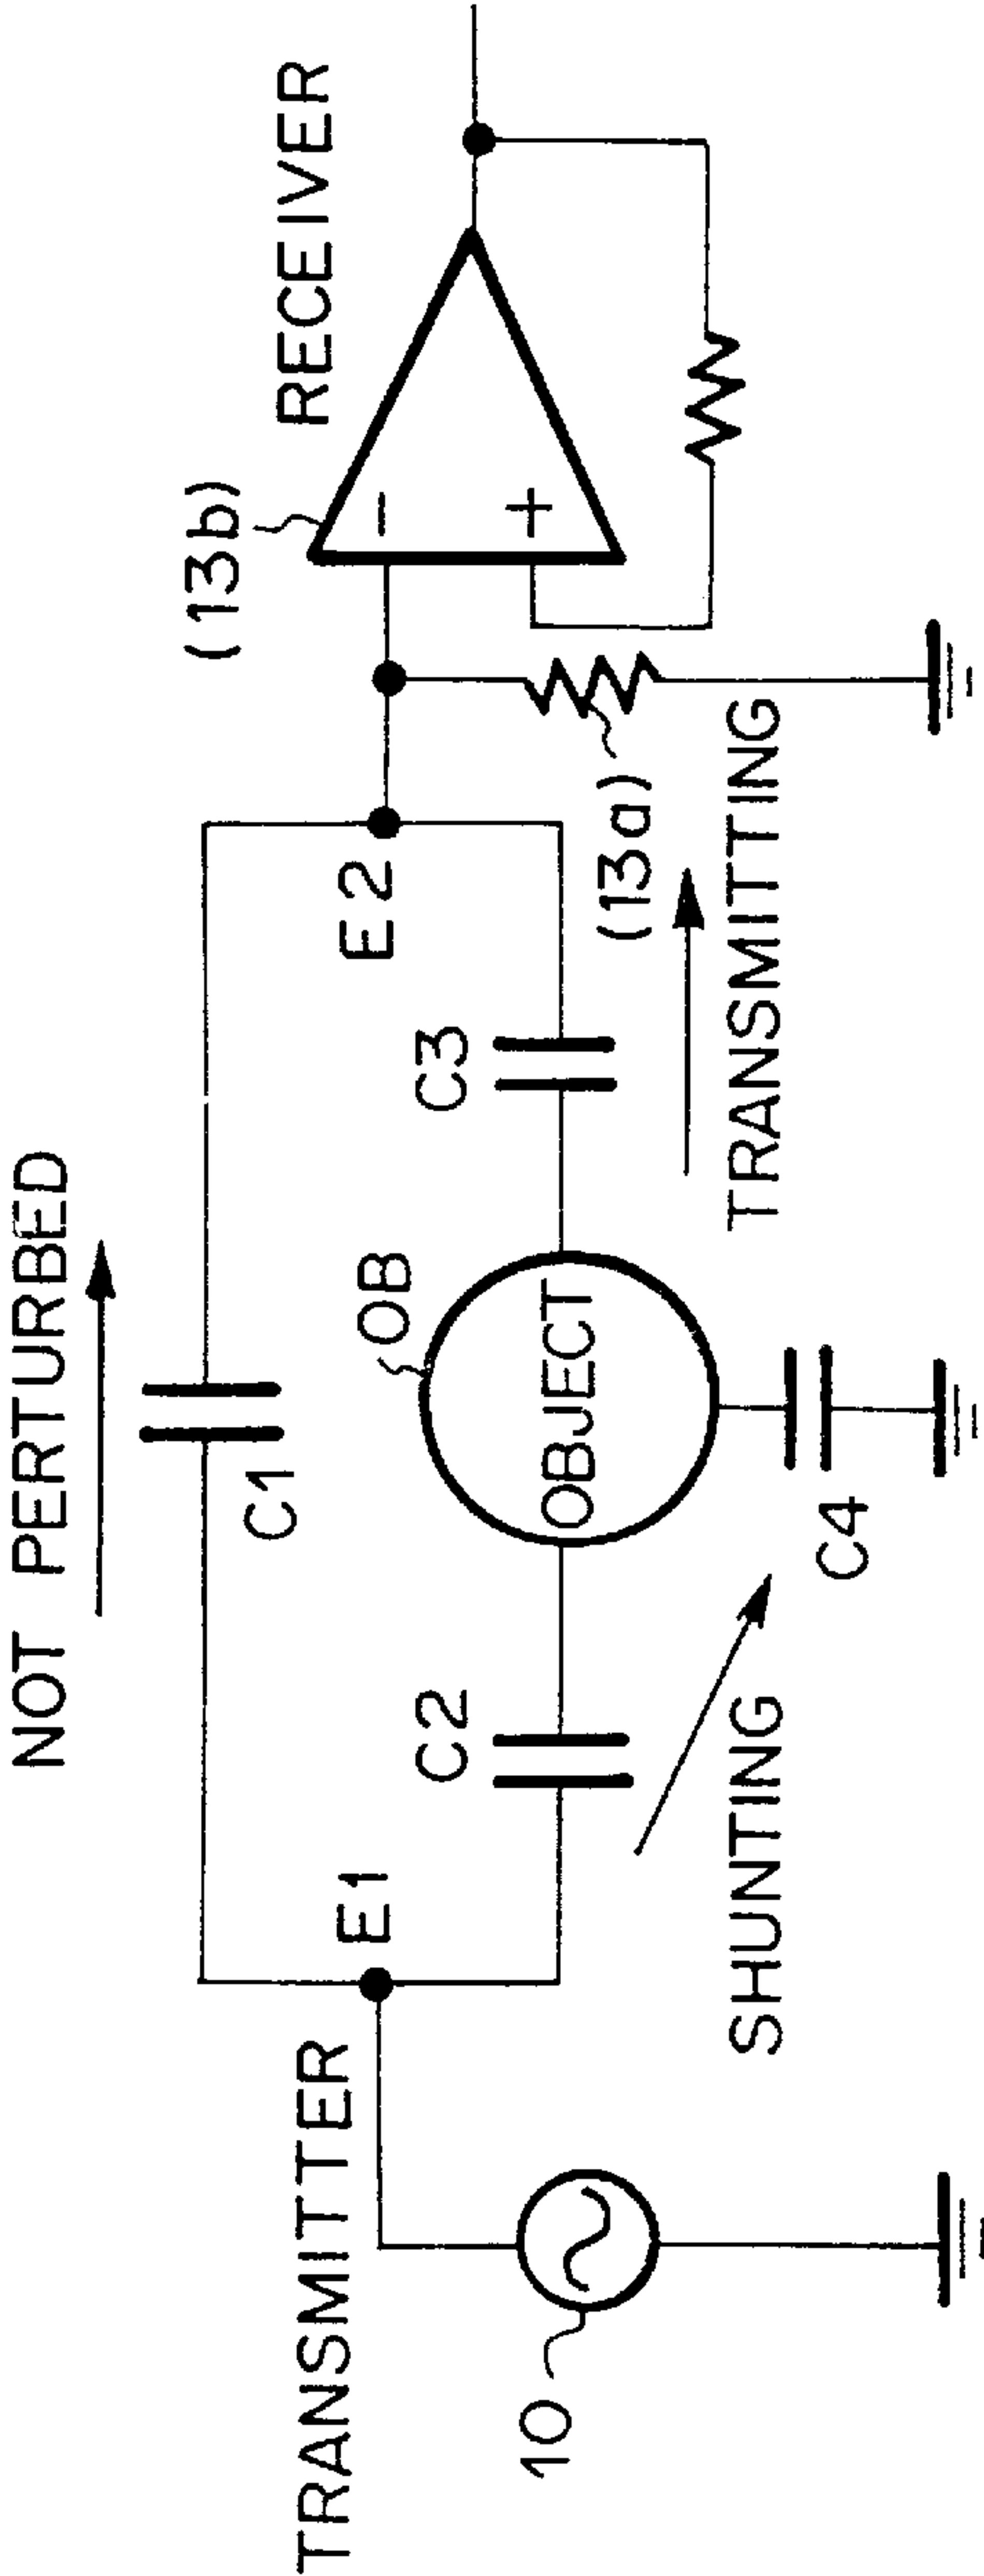 NOT PERTURBED
C1
TRANSMITTER
E1
C2
OB
OBJECT
C3
E2
(13b)
RECEIVER
−
+
10
SHUNTING
C4
TRANSMITTING
(13a)